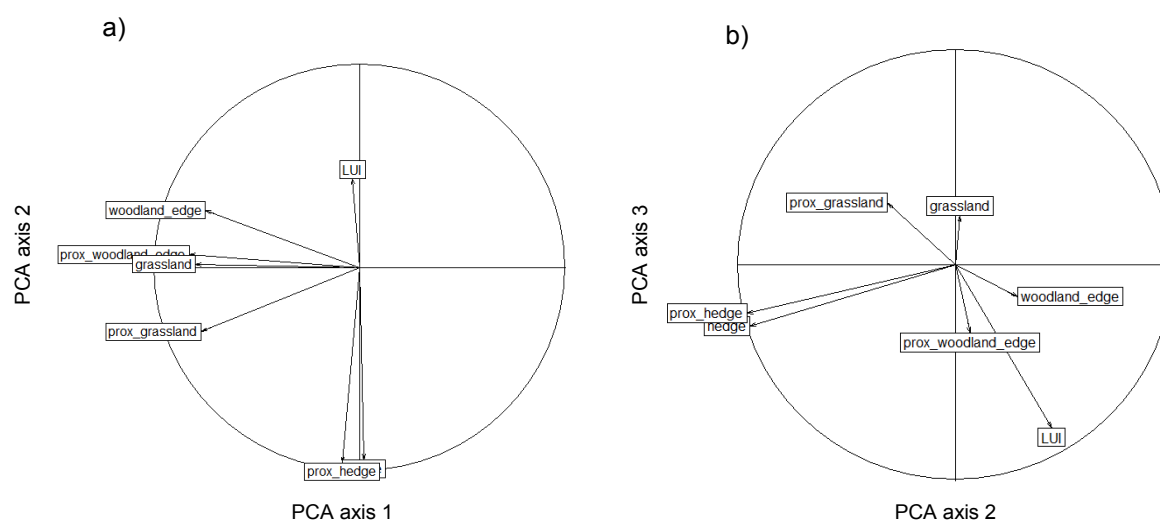 a)
LUI
woodland_edge
prox_woodland_edge
grassland
prox_grassland
prox_hedge
PCA axis 2
PCA axis 1
b)
prox_grassland
grassland
woodland_edge
prox_hedge
hedge
prox_woodland_edge
LUI
PCA axis 3
PCA axis 2